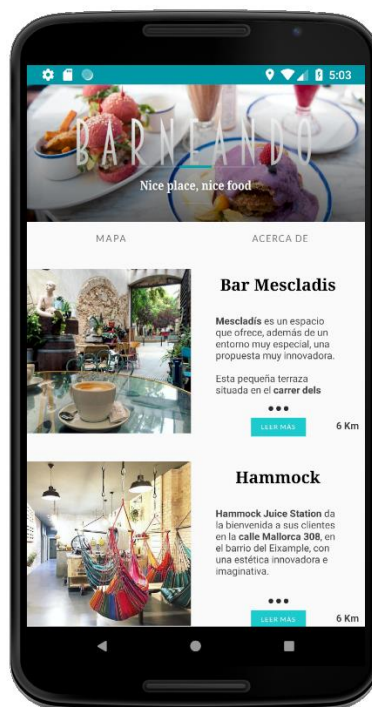 5:03
BARNEANDO
Nice place, nice food
MAPA
ACERCA DE
Bar Mescladis
Mescladís es un espacio
que ofrece, además de un
entorno muy especial, una
propuesta muy innovadora.
Esta pequeña terraza
situada en el carrer dels
●●●
LEER MÁS
6 Km
Hammock
Hammock Juice Station da
la bienvenida a sus clientes
en la calle Mallorca 308, en
el barrio del Eixample, con
una estética innovadora e
imaginativa.
●●●
LEER MÁS
6 Km